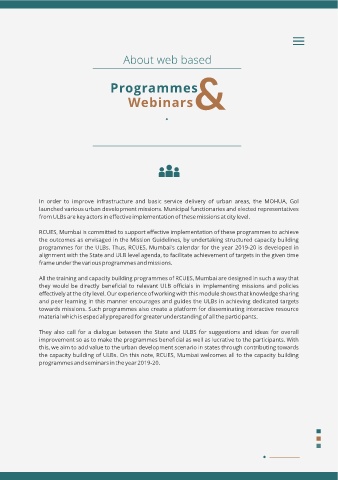 About web based
Programmes &
Webinars
In order to improve infrastructure and basic service delivery of urban areas, the MOHUA, GoI
launched various urban development missions. Municipal functionaries and elected representatives
from ULBs are key actors in effective implementation of these missions at city level.
RCUES, Mumbai is committed to support effective implementation of these programmes to achieve
the outcomes as envisaged in the Mission Guidelines, by undertaking structured capacity building
programmes for the ULBs. Thus, RCUES, Mumbai's calendar for the year 2019-20 is developed in
alignment with the State and ULB level agenda, to facilitate achievement of targets in the given time
frame under the various programmes and missions.
All the training and capacity building programmes of RCUES, Mumbai are designed in such a way that
they would be directly beneficial to relevant ULB officials in implementing missions and policies
effectively at the city level. Our experience of working with this module shows that knowledge sharing
and peer learning in this manner encourages and guides the ULBs in achieving dedicated targets
towards missions. Such programmes also create a platform for disseminating interactive resource
material which is especially prepared for greater understanding of all the participants.
They also call for a dialogue between the State and ULBS for suggestions and ideas for overall
improvement so as to make the programmes beneficial as well as lucrative to the participants. With
this, we aim to add value to the urban development scenario in states through contributing towards
the capacity building of ULBs. On this note, RCUES, Mumbai welcomes all to the capacity building
programmes and seminars in the year 2019-20.